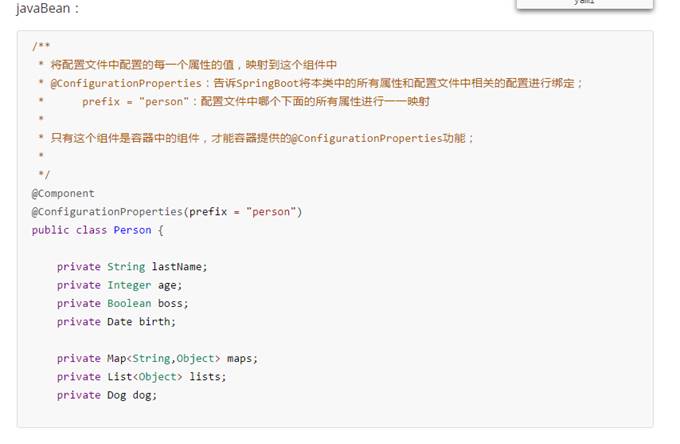 yaml
javaBean：
/**
 * 将配置文件中配置的每一个属性的值，映射到这个组件中
 * @ConfigurationProperties：告诉SpringBoot将本类中的所有属性和配置文件中相关的配置进行绑定；
 *      prefix = "person"：配置文件中哪个下面的所有属性进行一一映射
 *
 * 只有这个组件是容器中的组件，才能容器提供的@ConfigurationProperties功能；
 *
 */
@Component
@ConfigurationProperties(prefix = "person")
public class Person {

    private String lastName;
    private Integer age;
    private Boolean boss;
    private Date birth;

    private Map<String,Object> maps;
    private List<Object> lists;
    private Dog dog;